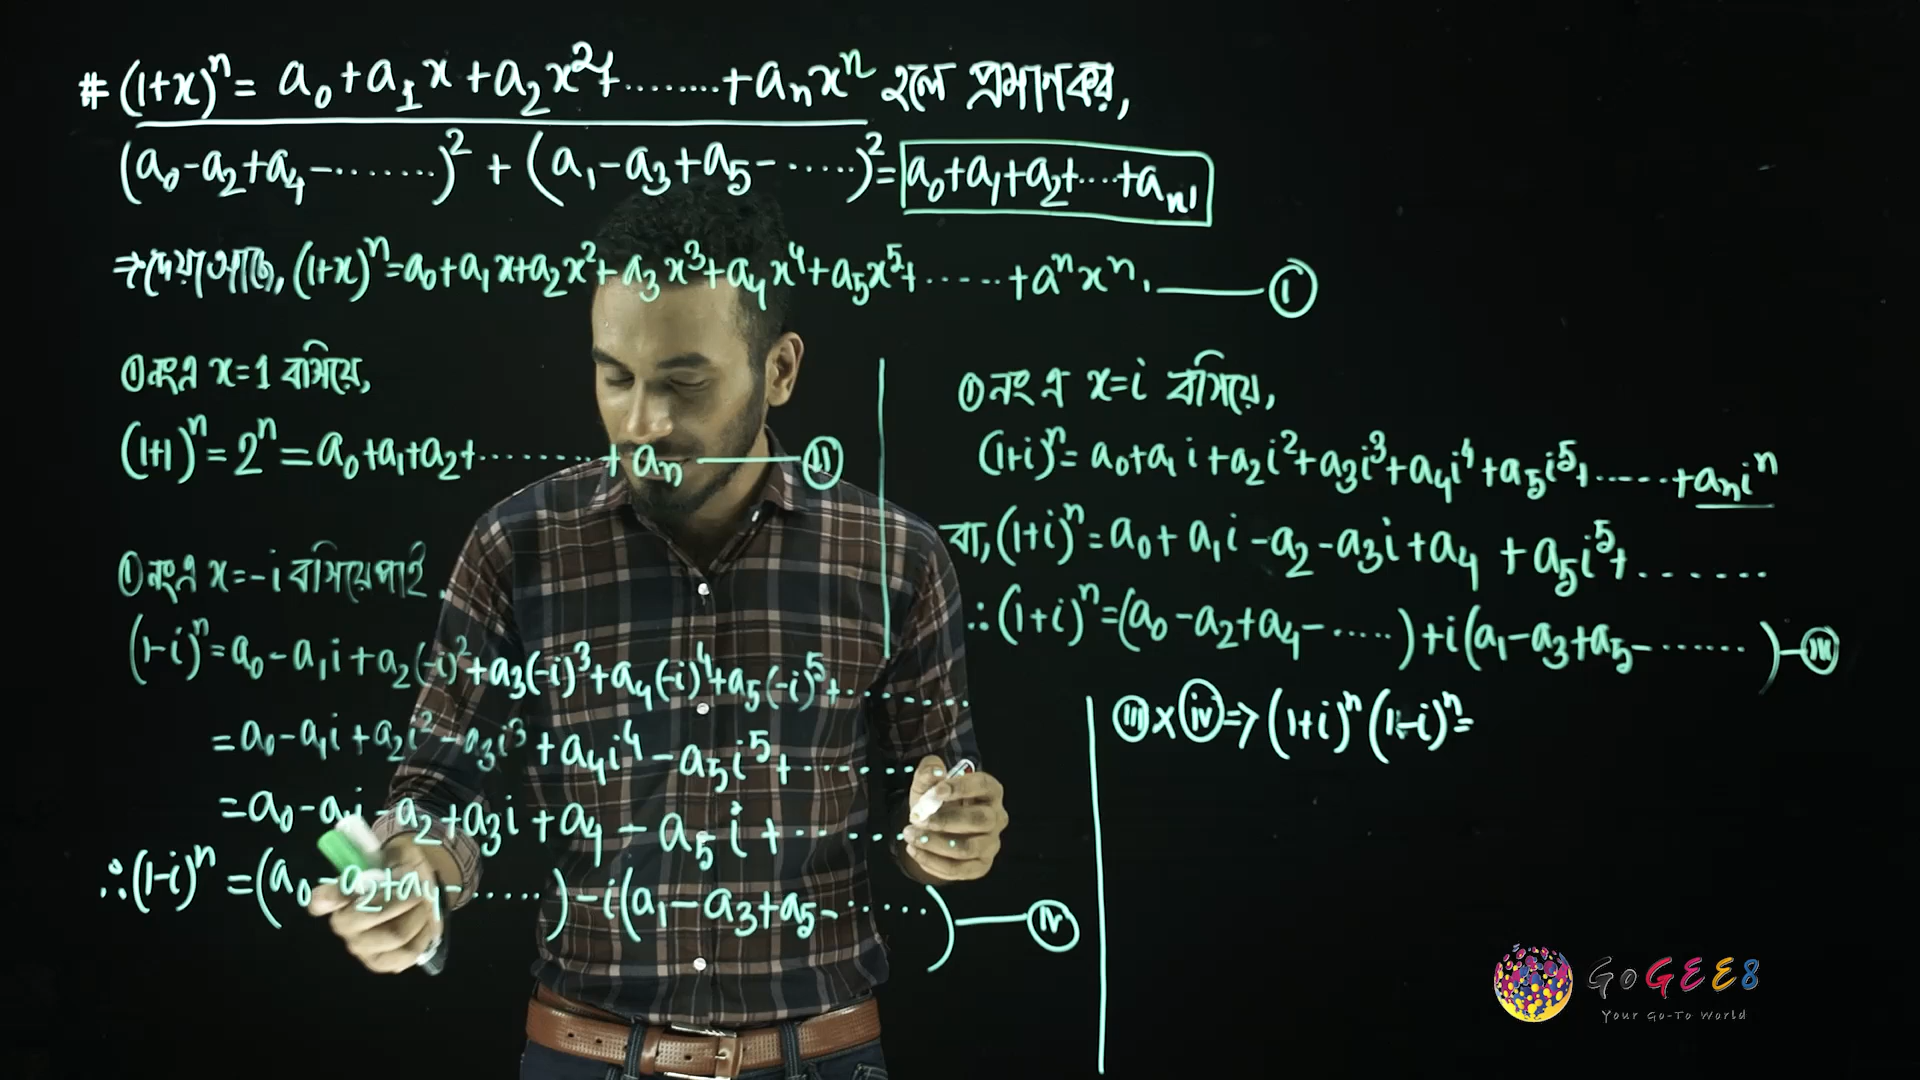 # (1+x)ⁿ = a₀+a₁x+a₂x²+........+aₙxⁿ হলে প্রমাণ কর,
(a₀-a₂+a₄-.......)² + (a₁-a₃+a₅-......)² = a₀+a₁+a₂+....+aₙ,
⇒ দেয়া আছে, (1+x)ⁿ=a₀+a₁x+a₂x²+a₃x³+a₄x⁴+a₅x⁵+......+aⁿxⁿ. — (i)
(i) নং এ x=1 বসিয়ে,
(1+1)ⁿ=2ⁿ=a₀+a₁+a₂+.........+aₙ — (ii)
(i) নং এ x=i বসিয়ে,
(1+i)ⁿ=a₀+a₁i+a₂i²+a₃i³+a₄i⁴+a₅i⁵+......+aₙiⁿ
বা, (1+i)ⁿ=a₀+a₁i-a₂-a₃i+a₄+a₅i⁵+.......
∴(1+i)ⁿ=(a₀-a₂+a₄-.....)+i(a₁-a₃+a₅-.......) — (iii)
(i) নং এ x=-i বসিয়ে পাই,
(1-i)ⁿ=a₀-a₁i+a₂(-i)²+a₃(-i)³+a₄(-i)⁴+a₅(-i)⁵+.......
=a₀-a₁i+a₂i²-a₃i³+a₄i⁴-a₅i⁵+.......
=a₀-a₁i-a₂+a₃i+a₄-a₅i+.......
∴(1-i)ⁿ=(a₀-a₂+a₄-......)-i(a₁-a₃+a₅-.....) — (iv)
(iii)×(iv)⇒(1+i)ⁿ(1-i)ⁿ=
GoGEE8
Your Go-To World